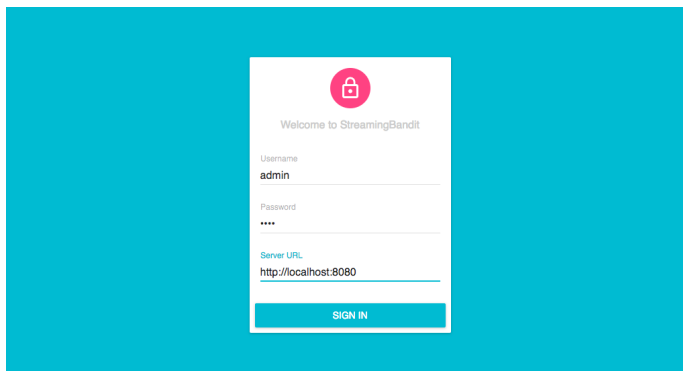 Welcome to StreamingBandit
Username
admin
Password
••••
Server URL
http://localhost:8080
SIGN IN